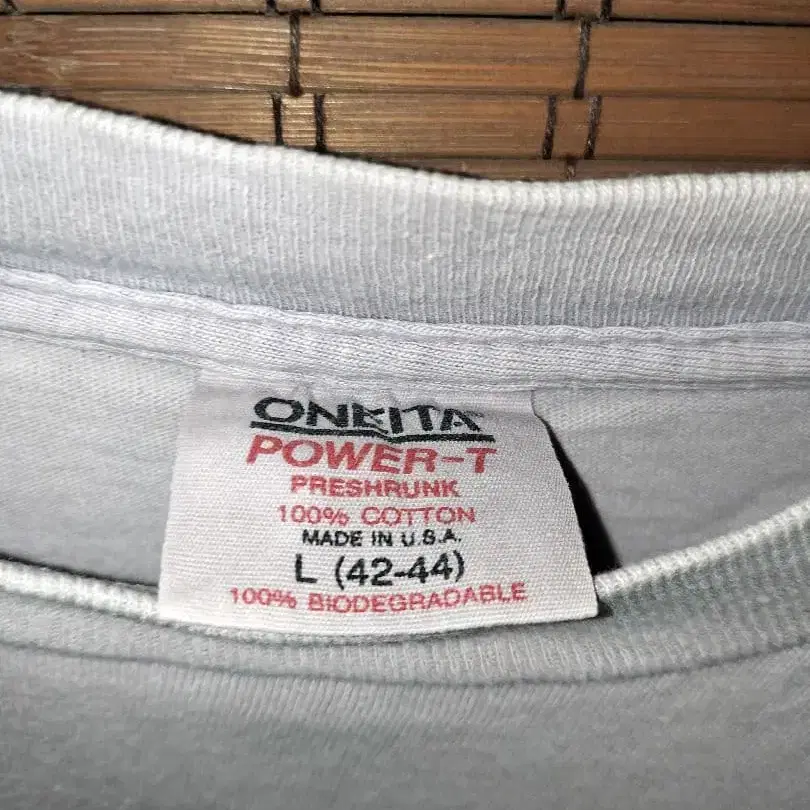 ONEITA
POWER-T
PRESHRUNK
100% COTTON
MADE IN U.S.A.
L (42-44)
100% BIODEGRADABLE